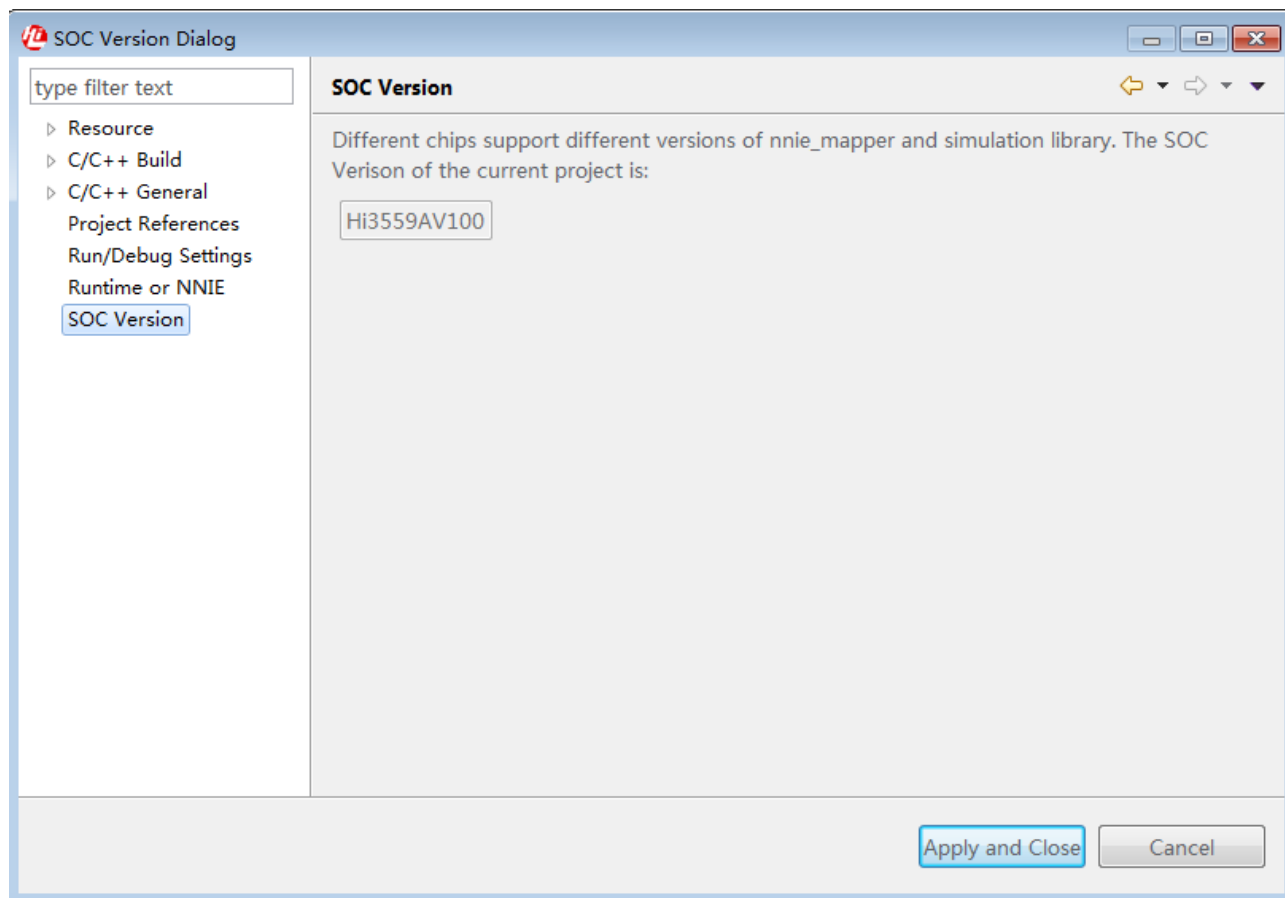 SOC Version Dialog
type filter text
Resource
C/C++ Build
C/C++ General
Project References
Run/Debug Settings
Runtime or NNIE
SOC Version
SOC Version
Different chips support different versions of nnie_mapper and simulation library. The SOC
Verison of the current project is:
Hi3559AV100
Apply and Close
Cancel